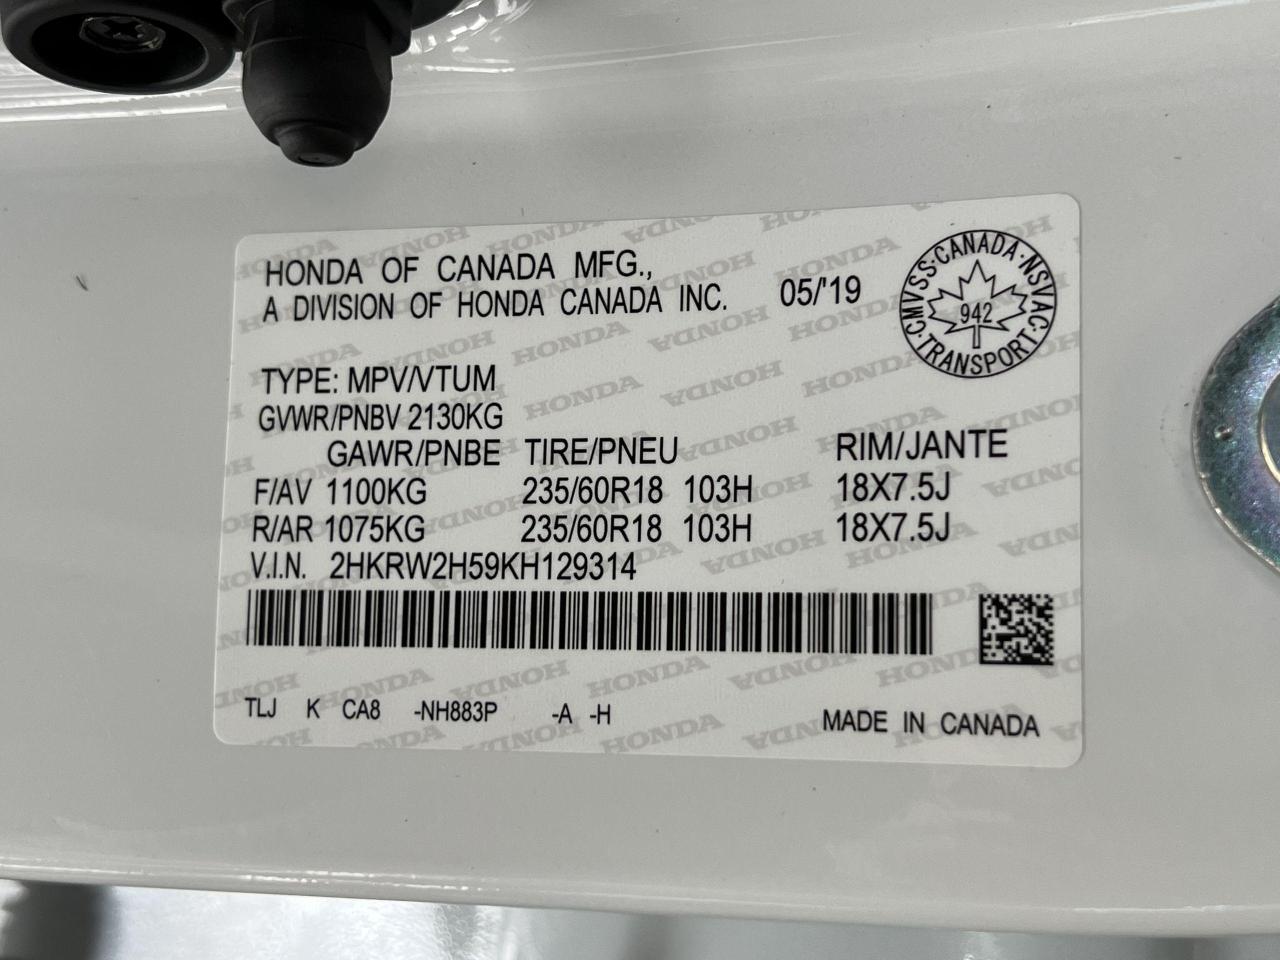 HONDA OF CANADA MFG.,
A DIVISION OF HONDA CANADA INC. 05/'19
CMVSS·CANADA·NSVAC·TRANSPORT·
942
TYPE: MPV/VTUM
GVWR/PNBV 2130KG
GAWR/PNBE TIRE/PNEU RIM/JANTE
F/AV 1100KG 235/60R18 103H 18X7.5J
R/AR 1075KG 235/60R18 103H 18X7.5J
V.I.N. 2HKRW2H59KH129314
TLJ K CA8 -NH883P -A -H
MADE IN CANADA